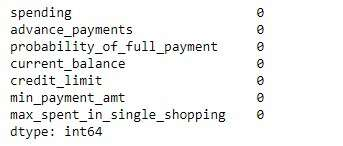 spending 0
advance_payments 0
probability_of_full_payment 0
current_balance 0
credit_limit 0
min_payment_amt 0
max_spent_in_single_shopping 0
dtype: int64